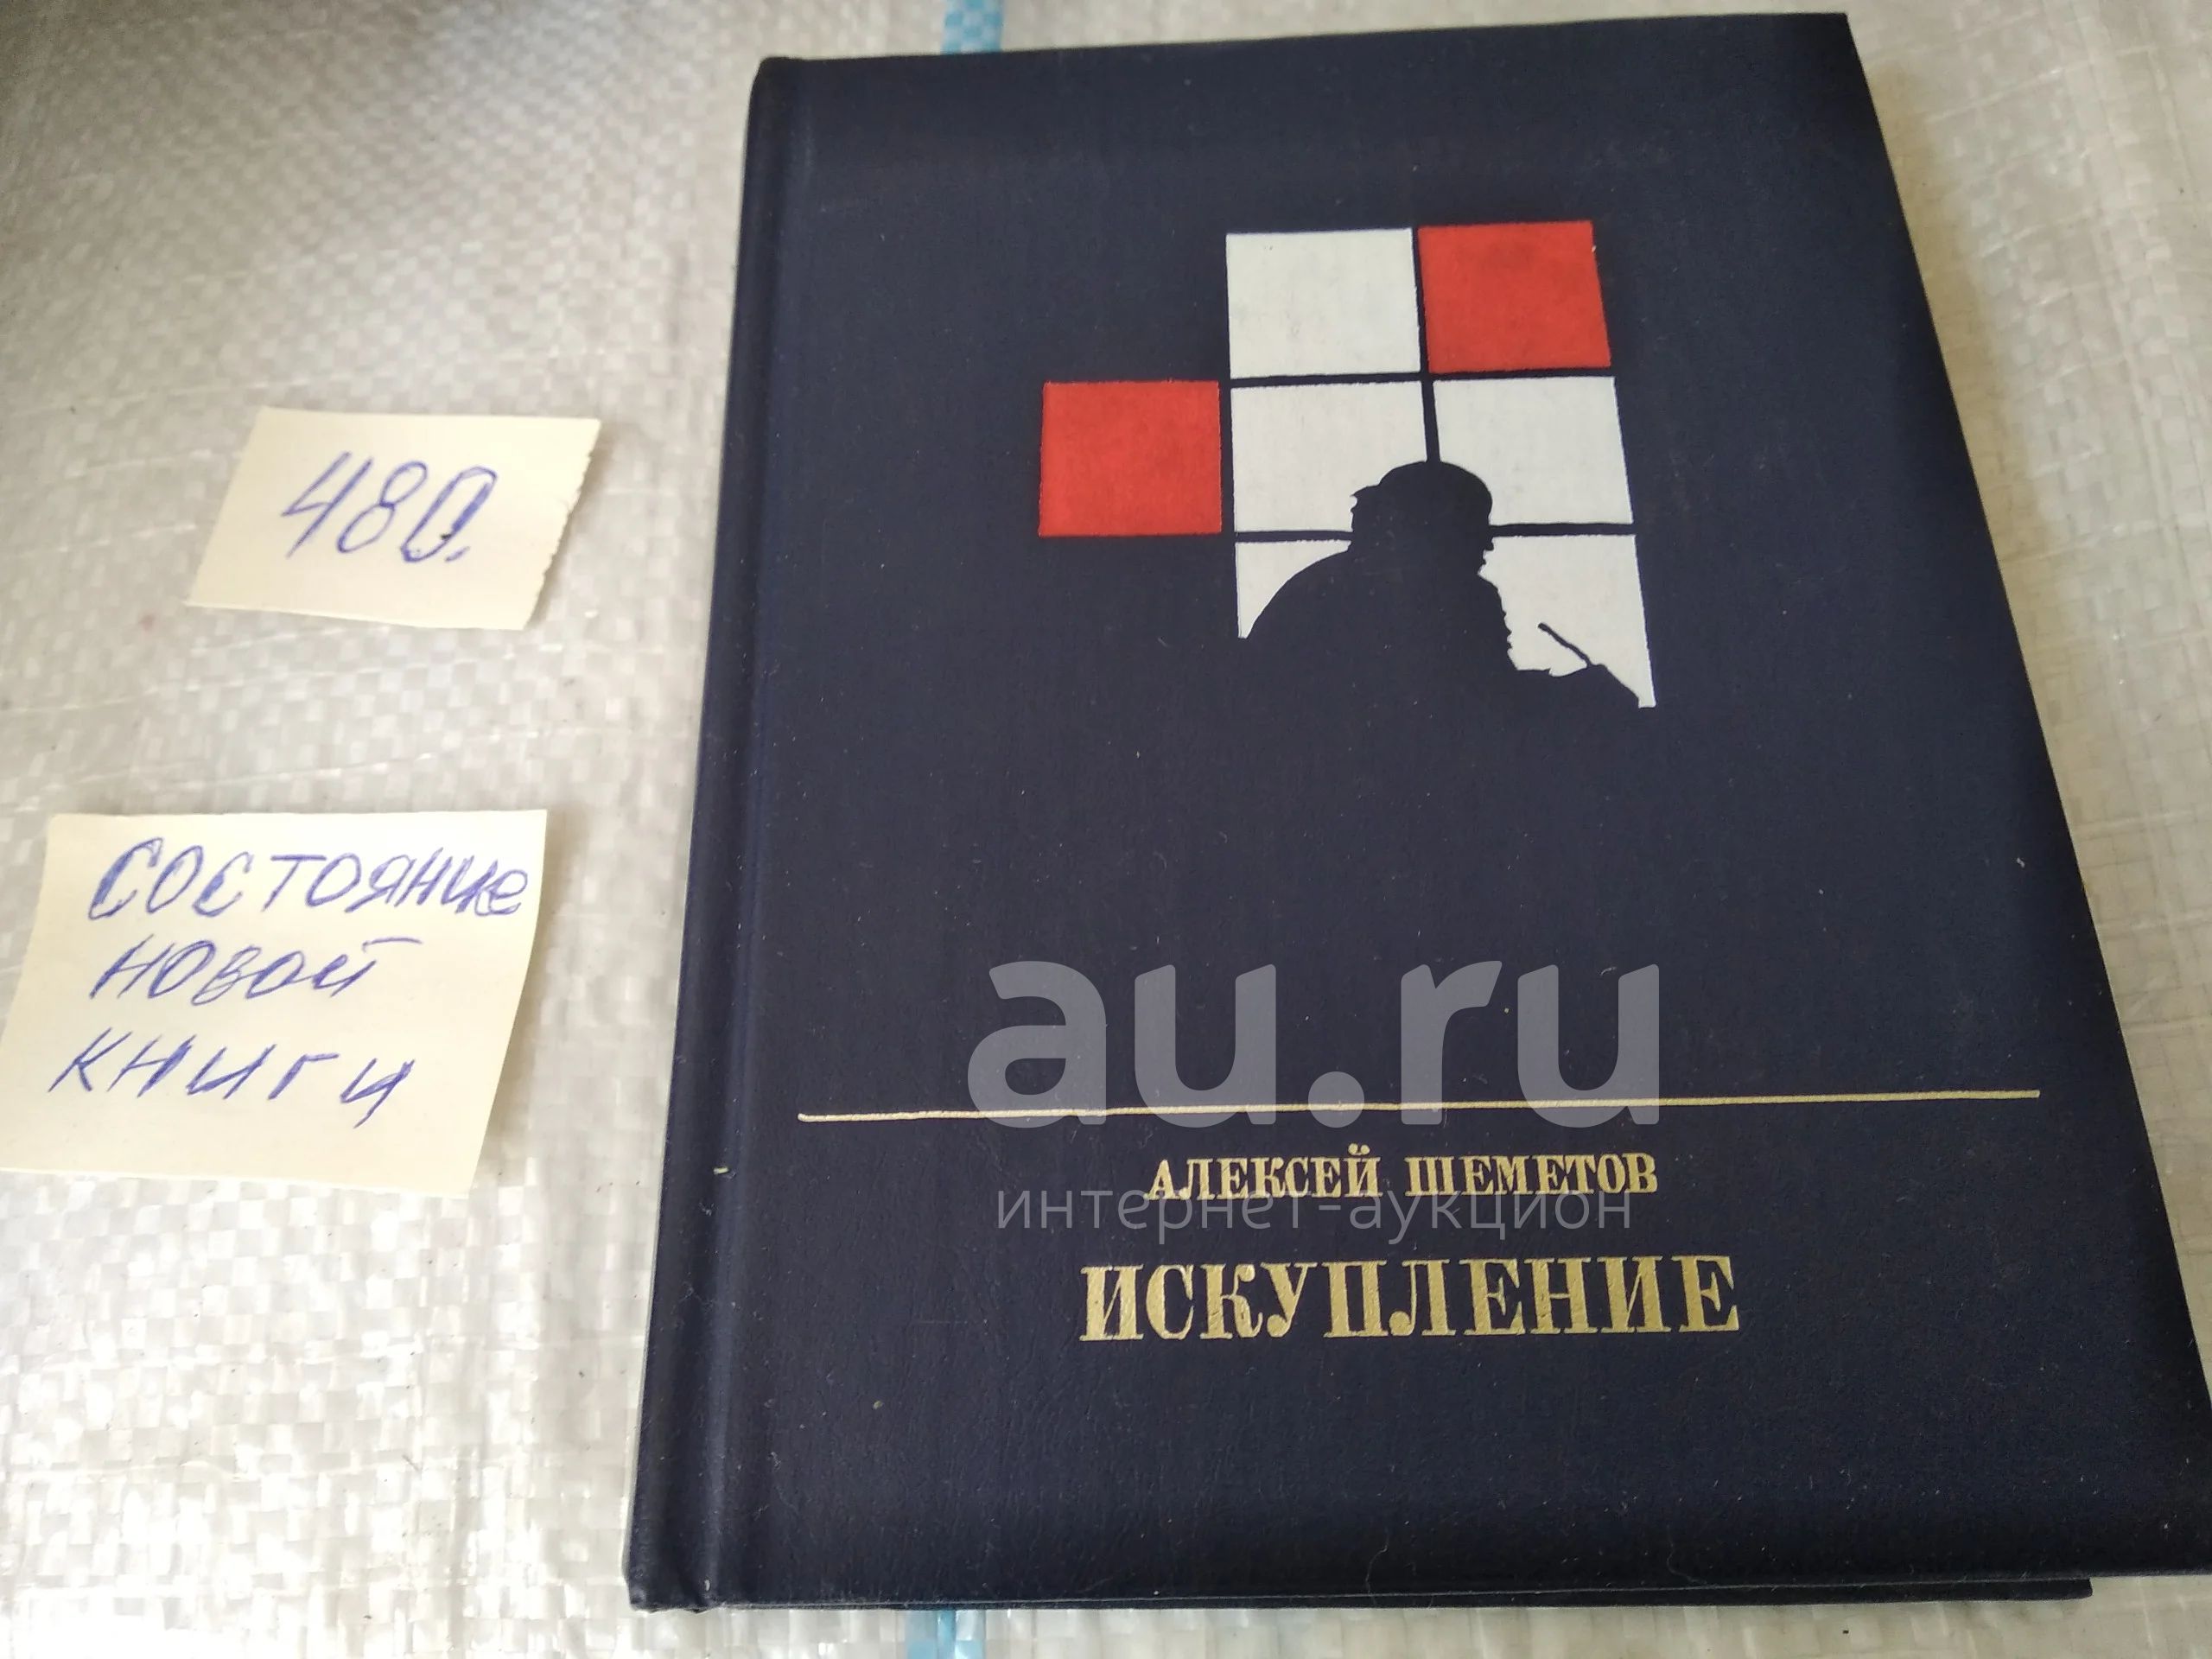 480.
СОСТОЯНИЕ
НОВОЙ
КНИГИ
au.ru
АЛЕКСЕЙ ШЕМЕТОВ
интернет-аукцион
ИСКУПЛЕНИЕ